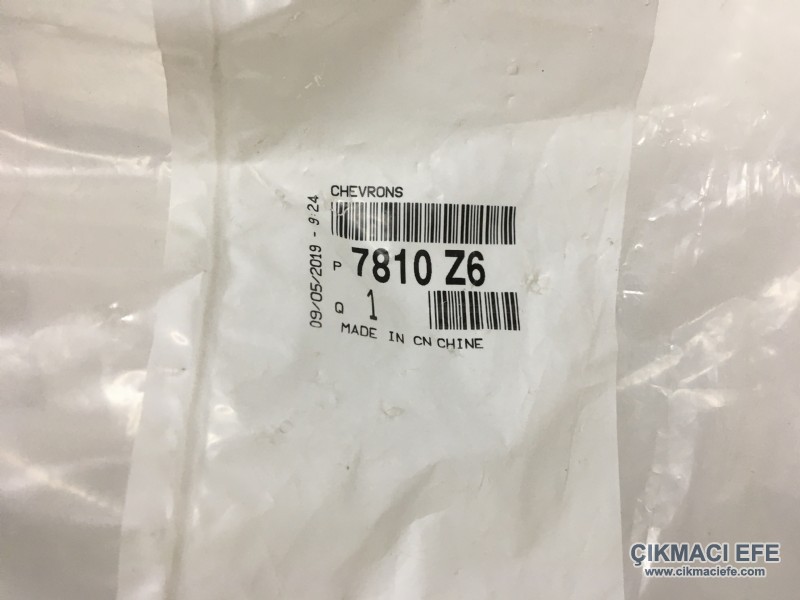 CHEVRONS
09/05/2019 - 9:24
P 7810 Z6
Q 1
MADE IN CN CHINE
ÇIKMACI EFE
www.cikmaciefe.com